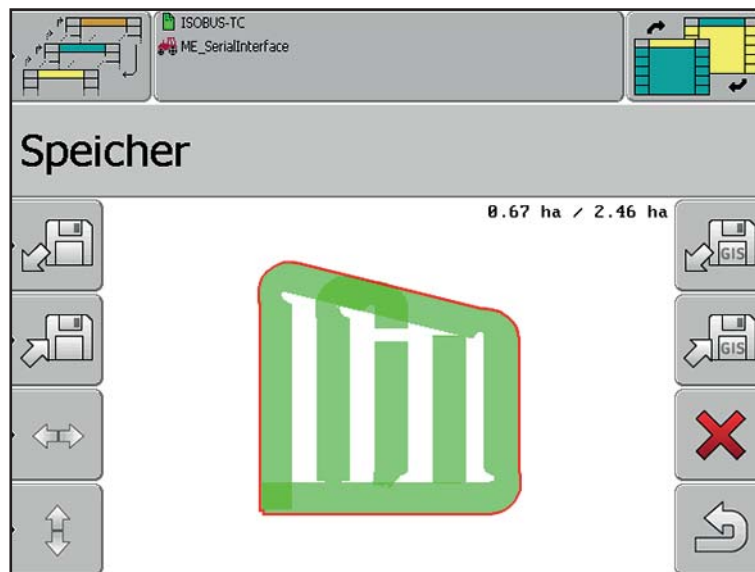 ISOBUS-TC
ME_SerialInterface
Speicher
0.67 ha / 2.46 ha
GIS
GIS